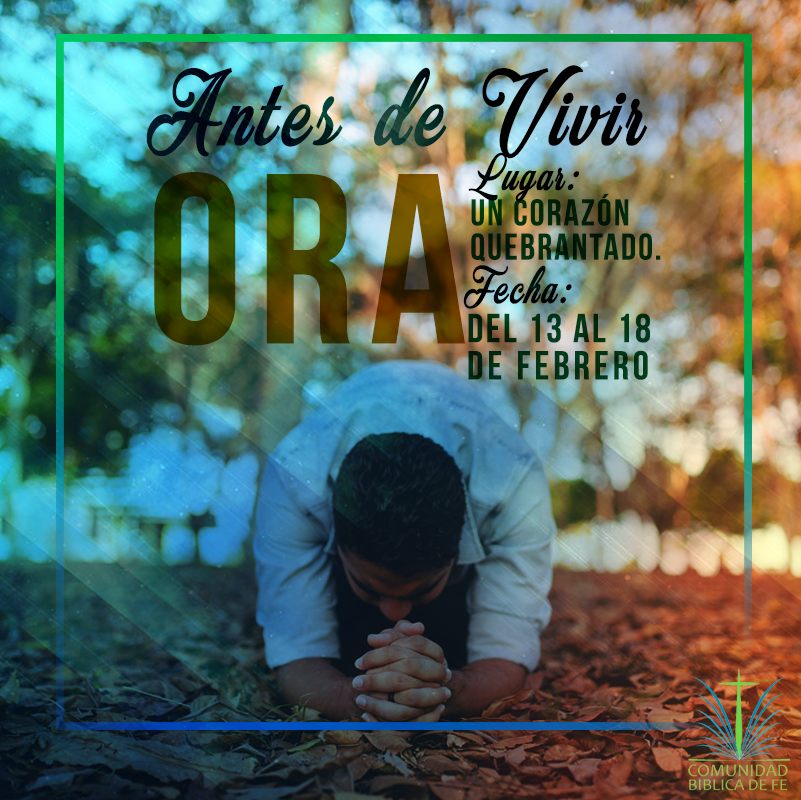 Antes de Vivir
ORA
Lugar:
UN CORAZÓN
QUEBRANTADO.
Fecha:
DEL 13 AL 18
DE FEBRERO
COMUNIDAD
BIBLICA DE FE